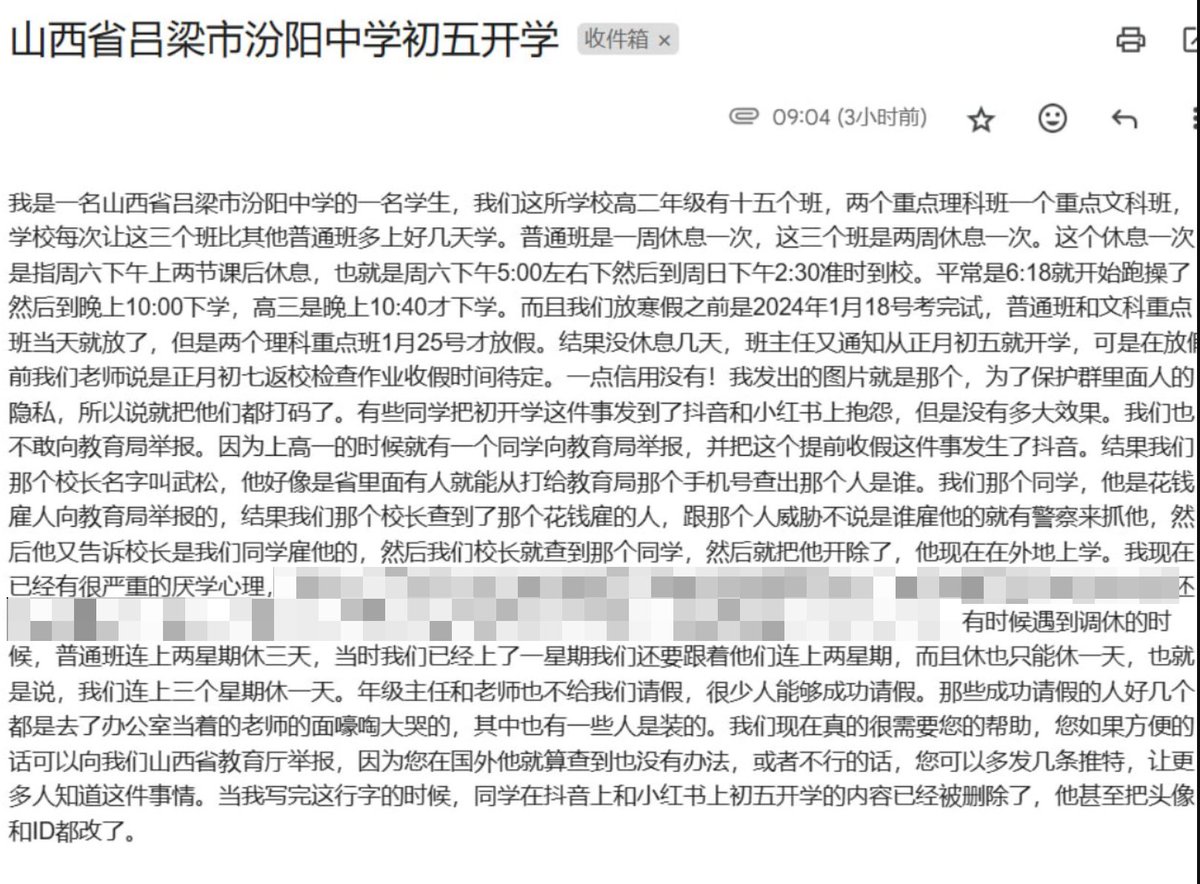 山西省吕梁市汾阳中学初五开学 收件箱 ×
09:04 (3小时前)
我是一名山西省吕梁市汾阳中学的一名学生，我们这所学校高二年级有十五个班，两个重点理科班一个重点文科班，
学校每次让这三个班比其他普通班多上好几天学。普通班是一周休息一次，这三个班是两周休息一次。这个休息一次
是指周六下午上两节课后休息，也就是周六下午5:00左右下然后到周日下午2:30准时到校。平常是6:18就开始跑操了
然后到晚上10:00下学，高三是晚上10:40才下学。而且我们放寒假之前是2024年1月18号考完试，普通班和文科重点
班当天就放了，但是两个理科重点班1月25号才放假。结果没休息几天，班主任又通知从正月初五就开学，可是在放假
前我们老师说是正月初七返校检查作业收假时间待定。一点信用没有！我发出的图片就是那个，为了保护群里面人的
隐私，所以说就把他们都打码了。有些同学把初开学这件事发到了抖音和小红书上抱怨，但是没有多大效果。我们也
不敢向教育局举报。因为上高一的时候就有一个同学向教育局举报，并把这个提前收假这件事发生了抖音。结果我们
那个校长名字叫武松，他好像是省里面有人就能从打给教育局那个手机号查出那个人是谁。我们那个同学，他是花钱
雇人向教育局举报的，结果我们那个校长查到了那个花钱雇的人，跟那个人威胁不说是谁雇他的就有警察来抓他，然
后他又告诉校长是我们同学雇他的，然后我们校长就查到那个同学，然后就把他开除了，他现在在外地上学。我现在
已经有很严重的厌学心理，还
有时候遇到调休的时
候，普通班连上两星期休三天，当时我们已经上了一星期我们还要跟着他们连上两星期，而且休也只能休一天，也就
是说，我们连上三个星期休一天。年级主任和老师也不给我们请假，很少人能够成功请假。那些成功请假的人好几个
都是去了办公室当着的老师的面嚎啕大哭的，其中也有一些人是装的。我们现在真的很需要您的帮助，您如果方便的
话可以向我们山西省教育厅举报，因为您在国外他就算查到也没有办法，或者不行的话，您可以多发几条推特，让更
多人知道这件事情。当我写完这行字的时候，同学在抖音上和小红书上初五开学的内容已经被删除了，他甚至把头像
和ID都改了。